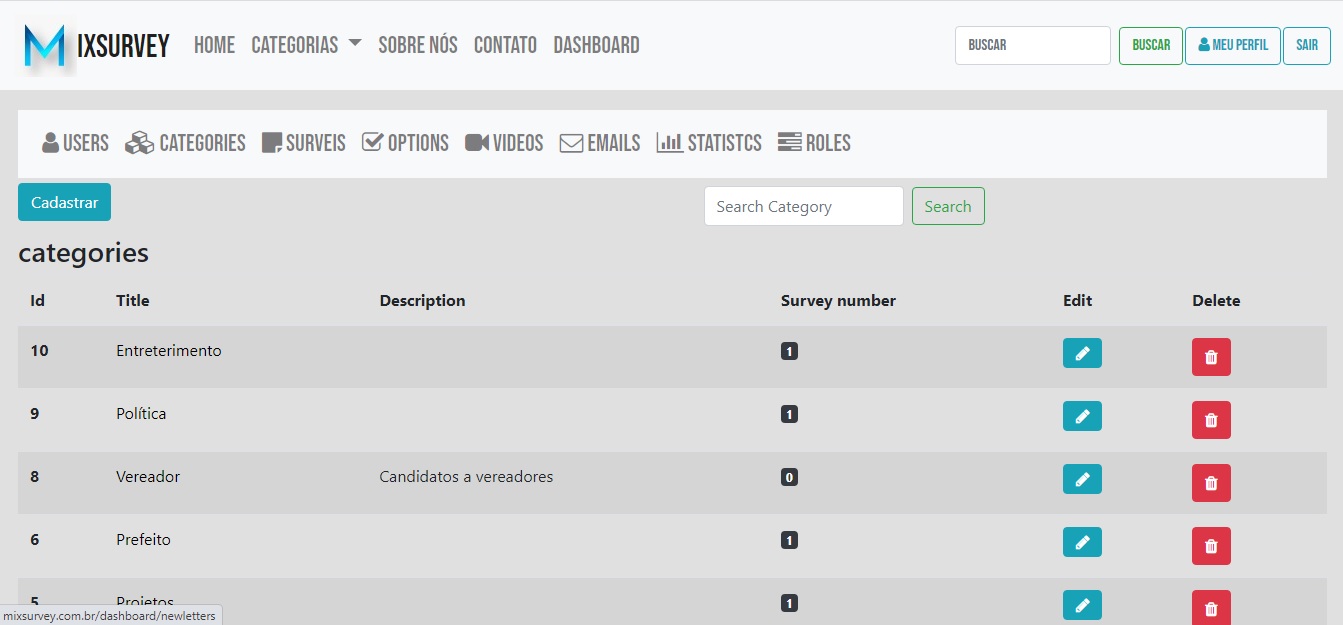 MIXSURVEY HOME CATEGORIAS SOBRE NÓS CONTATO DASHBOARD BUSCAR BUSCAR MEU PERFIL SAIR
USERS CATEGORIES SURVEIS OPTIONS VIDEOS EMAILS STATISTCS ROLES
Cadastrar Search Category Search
categories
Id Title Description Survey number Edit Delete
10 Entreterimento 1
9 Política 1
8 Vereador Candidatos a vereadores 0
6 Prefeito 1
5 Projetos 1
mixsurvey.com.br/dashboard/newletters